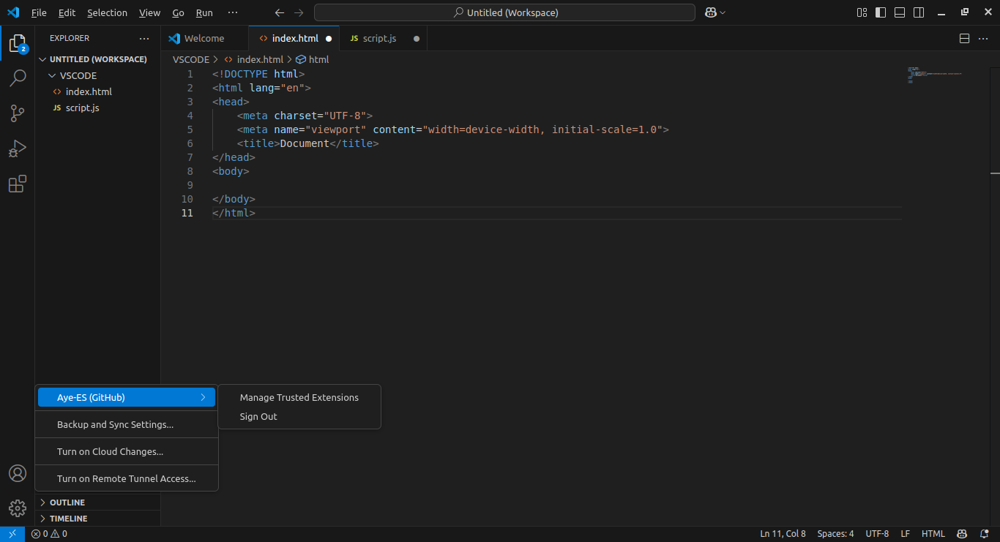 File Edit Selection View Go Run ··· Untitled (Workspace)
EXPLORER ···
2
UNTITLED (WORKSPACE)
VSCODE
index.html
JS script.js
Welcome
index.html
JS script.js
VSCODE > index.html > html
1 <!DOCTYPE html>
2 <html lang="en">
3 <head>
4 <meta charset="UTF-8">
5 <meta name="viewport" content="width=device-width, initial-scale=1.0">
6 <title>Document</title>
7 </head>
8 <body>
9
10 </body>
11 </html>
Aye-ES (GitHub)
Backup and Sync Settings...
Turn on Cloud Changes...
Turn on Remote Tunnel Access...
Manage Trusted Extensions
Sign Out
OUTLINE
TIMELINE
0 0 Ln 11, Col 8 Spaces: 4 UTF-8 LF HTML